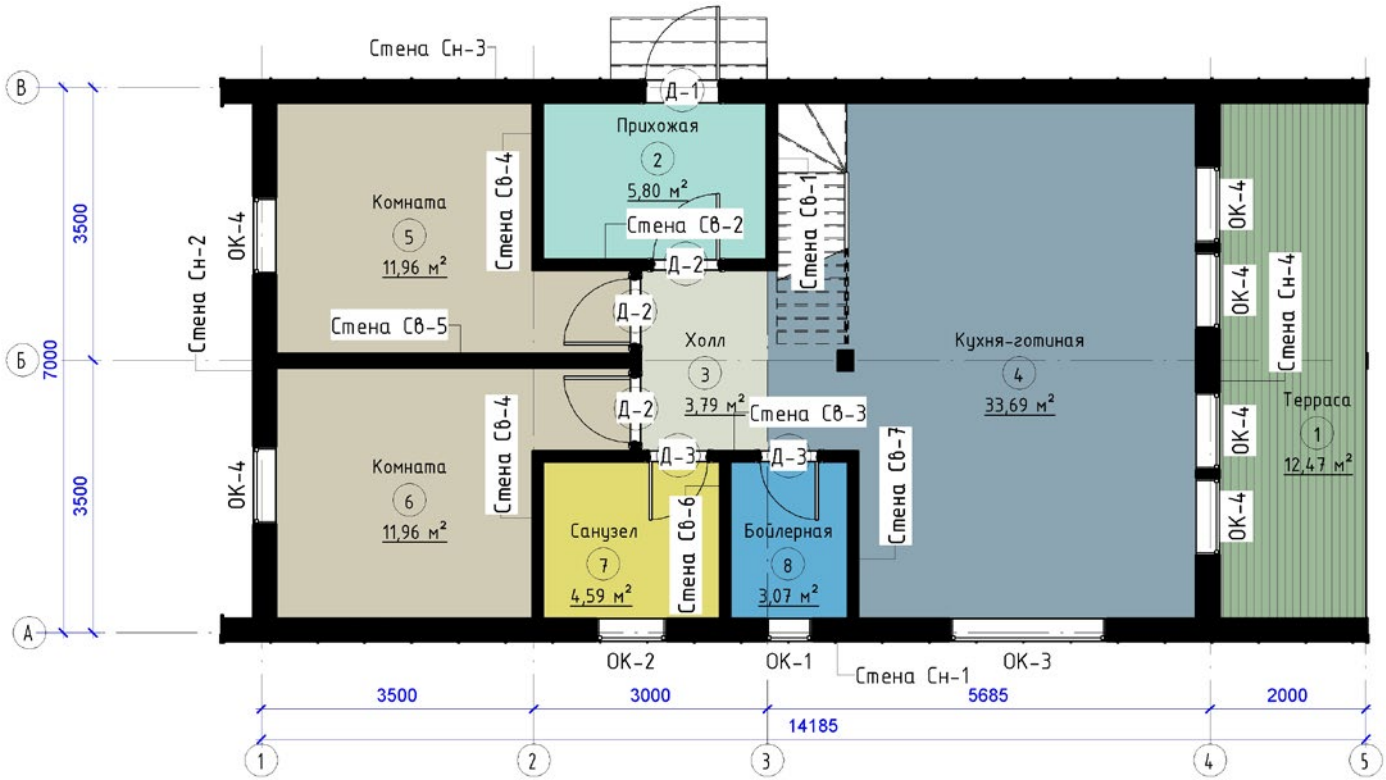 Стена Сн-3
В
Д-1
Прихожая
2
5,80 м²
Стена Св-4
Стена Св-2
Стена Св-1
Комната
5
11,96 м²
ОК-4
ОК-4
3500
Стена Сн-2
Д-2
Д-2
ОК-4
Стена Сн-4
Стена Св-5
Холл
3
3,79 м²
Кухня-готиная
4
33,69 м²
Б
7000
Д-2
Стена Св-3
Терраса
1
12,47 м²
Стена Св-4
Д-3
Д-3
Стена Св-7
ОК-4
Комната
6
11,96 м²
ОК-4
3500
Стена Св-6
Санузел
7
4,59 м²
Бойлерная
8
3,07 м²
ОК-4
А
ОК-2
ОК-1
ОК-3
Стена Сн-1
3500
3000
5685
2000
14185
1
2
3
4
5